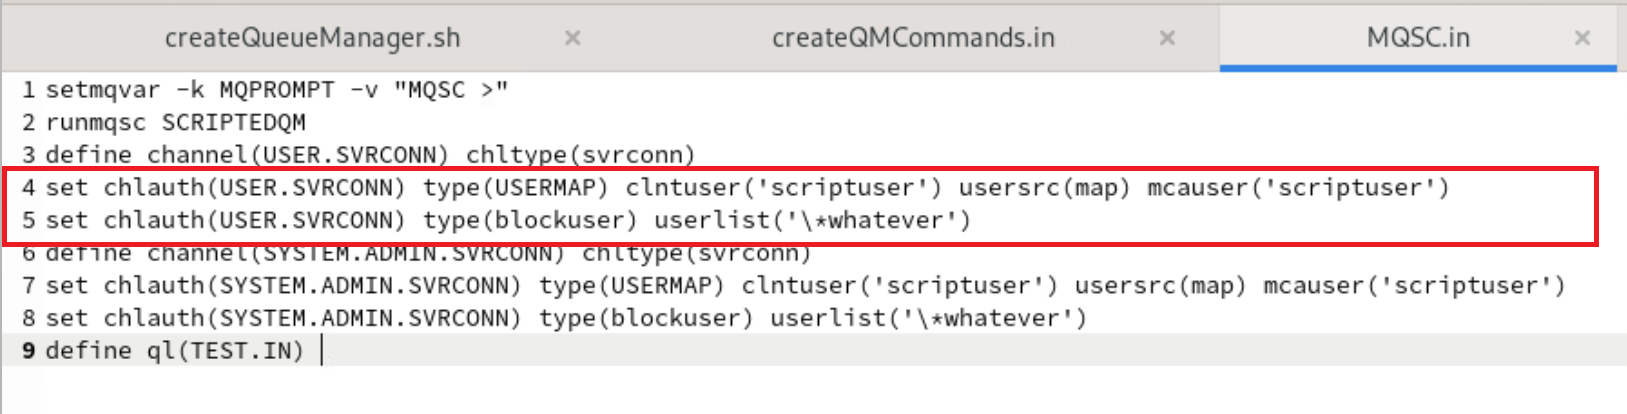 createQueueManager.sh × createQMCommands.in × MQSC.in ×
1 setmqvar -k MQPROMPT -v "MQSC >"
2 runmqsc SCRIPTEDQM
3 define channel(USER.SVRCONN) chltype(svrconn)
4 set chlauth(USER.SVRCONN) type(USERMAP) clntuser('scriptuser') usersrc(map) mcauser('scriptuser')
5 set chlauth(USER.SVRCONN) type(blockuser) userlist('\*whatever')
6 define channel(SYSTEM.ADMIN.SVRCONN) chltype(svrconn)
7 set chlauth(SYSTEM.ADMIN.SVRCONN) type(USERMAP) clntuser('scriptuser') usersrc(map) mcauser('scriptuser')
8 set chlauth(SYSTEM.ADMIN.SVRCONN) type(blockuser) userlist('\*whatever')
9 define ql(TEST.IN)